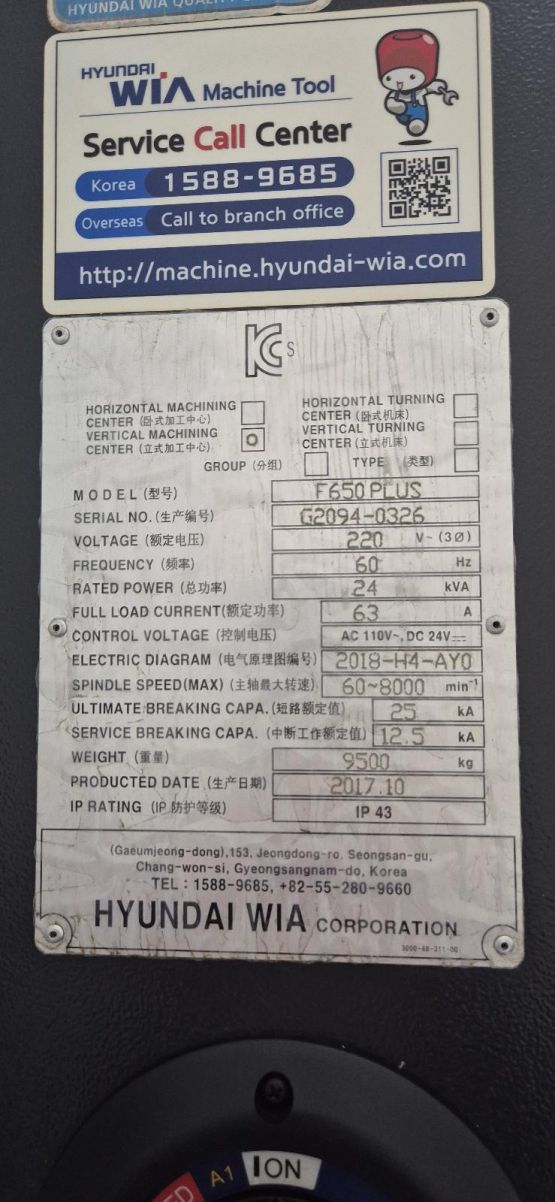 HYUNDAI WIA QUALITY
HYUNDAI
WIA Machine Tool
Service Call Center
Korea 1588-9685
Overseas Call to branch office
http://machine.hyundai-wia.com
KC s
HORIZONTAL MACHINING CENTER (卧式加工中心)
HORIZONTAL TURNING CENTER (卧式机床)
VERTICAL MACHINING CENTER (立式加工中心) O
VERTICAL TURNING CENTER (立式机床)
GROUP (分组) TYPE (类型)
MODEL (型号) F650 PLUS
SERIAL NO. (生产编号) G2094-0326
VOLTAGE (额定电压) 220 V~ (3Ø)
FREQUENCY (频率) 60 Hz
RATED POWER (总功率) 24 kVA
FULL LOAD CURRENT(额定功率) 63 A
CONTROL VOLTAGE (控制电压) AC 110V~, DC 24V⎓
ELECTRIC DIAGRAM (电气原理图编号) 2018-H4-AY0
SPINDLE SPEED(MAX) (主轴最大转速) 60~8000 min⁻¹
ULTIMATE BREAKING CAPA. (短路额定值) 25 kA
SERVICE BREAKING CAPA. (中断工作额定值) 12.5 kA
WEIGHT (重量) 9500 kg
PRODUCTED DATE (生产日期) 2017.10
IP RATING (IP 防护等级) IP 43
(Gaeumjeong-dong),153, Jeongdong-ro, Seongsan-gu,
Chang-won-si, Gyeongsangnam-do, Korea
TEL : 1588-9685, +82-55-280-9660
HYUNDAI WIA CORPORATION
A1 I ON